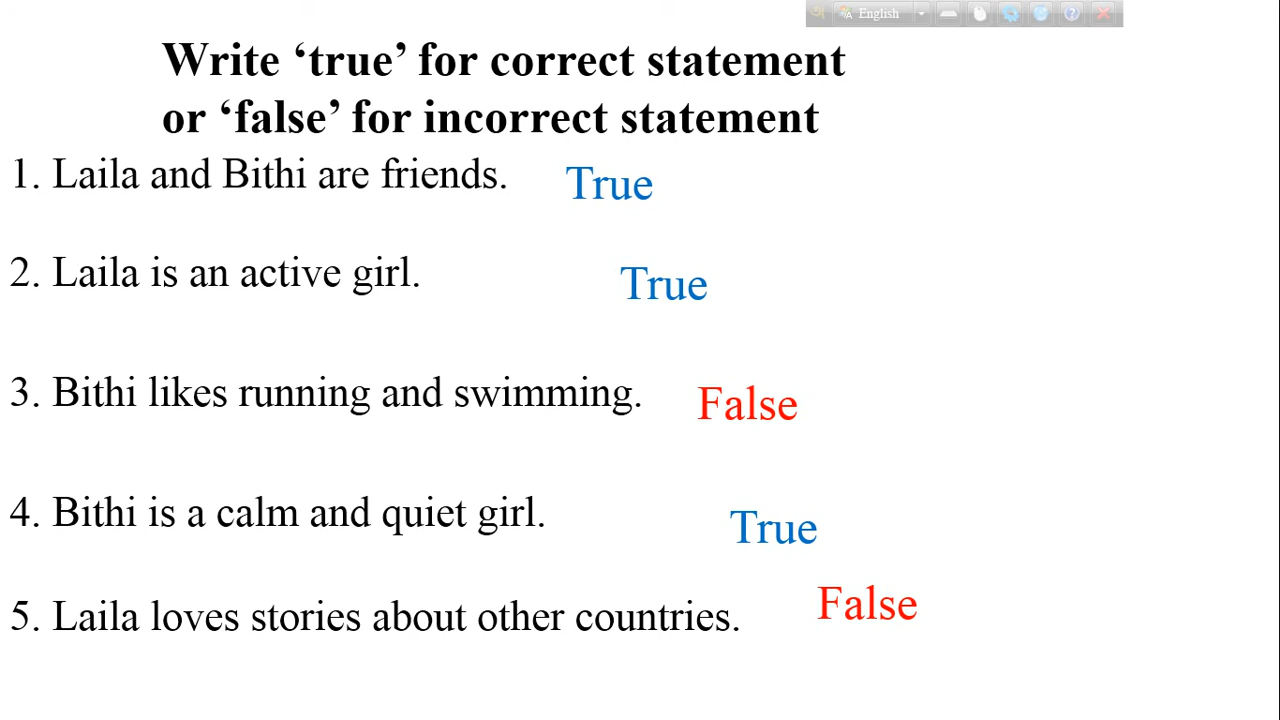 English
Write ‘true’ for correct statement
or ‘false’ for incorrect statement
1. Laila and Bithi are friends. True
2. Laila is an active girl. True
3. Bithi likes running and swimming. False
4. Bithi is a calm and quiet girl. True
5. Laila loves stories about other countries. False